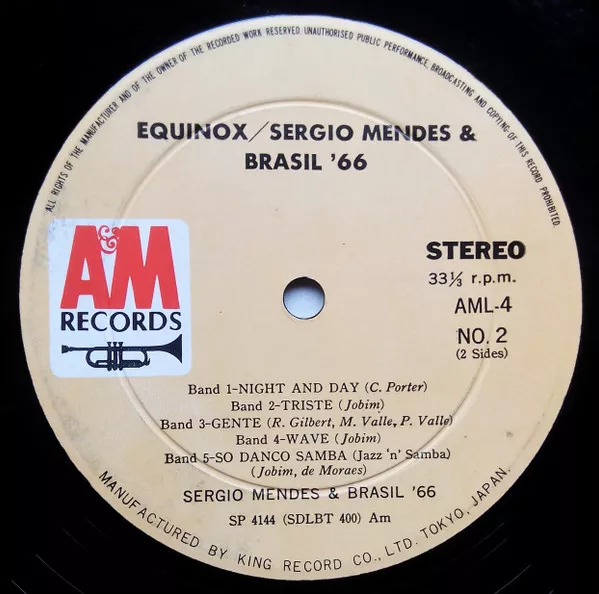 ALL RIGHTS OF THE MANUFACTURER AND OF THE OWNER OF THE RECORDED WORK RESERVED. UNAUTHORISED PUBLIC PERFORMANCE, BROADCASTING AND COPYING OF THIS RECORD PROHIBITED.
EQUINOX/SERGIO MENDES &
BRASIL '66
A&M
RECORDS
STEREO
33⅓ r.p.m.
AML-4
NO. 2
(2 Sides)
Band 1-NIGHT AND DAY (C. Porter)
Band 2-TRISTE (Jobim)
Band 3-GENTE (R. Gilbert, M. Valle, P. Valle)
Band 4-WAVE (Jobim)
Band 5-SO DANCO SAMBA (Jazz 'n' Samba)
(Jobim, de Moraes)
SERGIO MENDES & BRASIL '66
SP 4144 (SDLBT 400) Am
MANUFACTURED BY KING RECORD CO., LTD. TOKYO, JAPAN.